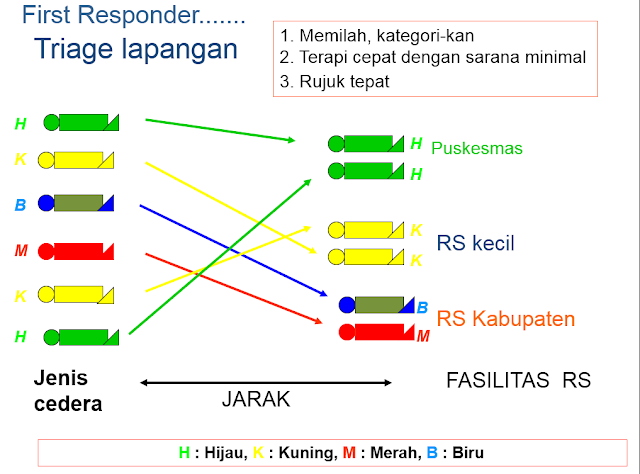 First Responder.......
Triage lapangan
1. Memilah, kategori-kan
2. Terapi cepat dengan sarana minimal
3. Rujuk tepat
H
K
B
M
K
H
H
Puskesmas
H
K
RS kecil
K
B
RS Kabupaten
M
Jenis
cedera
JARAK
FASILITAS RS
H : Hijau, K : Kuning, M : Merah, B : Biru